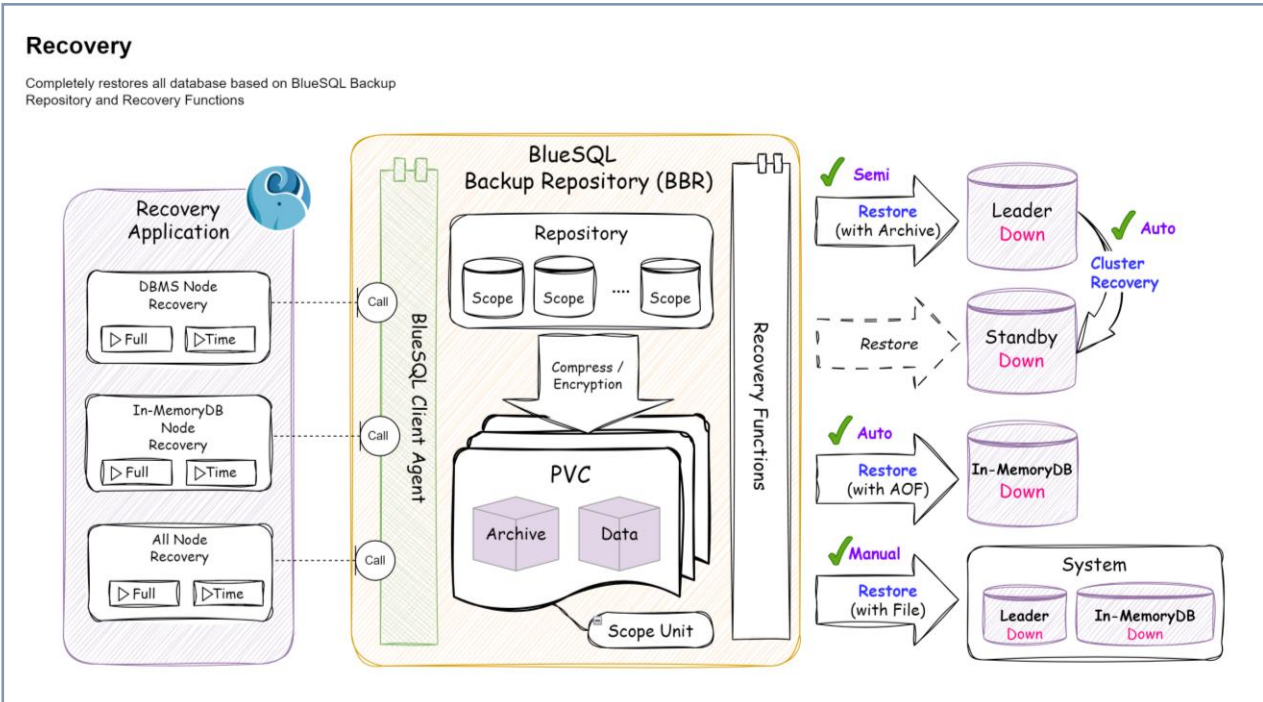 Recovery
Completely restores all database based on BlueSQL Backup
Repository and Recovery Functions
Recovery
Application
DBMS Node
Recovery
▷Full
▷Time
In-MemoryDB
Node
Recovery
▷Full
▷Time
All Node
Recovery
▷Full
▷Time
Call
Call
Call
BlueSQL Client Agent
BlueSQL
Backup Repository (BBR)
Repository
Scope
Scope
....
Scope
Compress /
Encryption
PVC
Archive
Data
Scope Unit
Recovery Functions
Semi
Restore
(with Archive)
Leader
Down
Auto
Cluster
Recovery
Restore
Standby
Down
Auto
Restore
(with AOF)
In-MemoryDB
Down
Manual
Restore
(with File)
System
Leader
Down
In-MemoryDB
Down